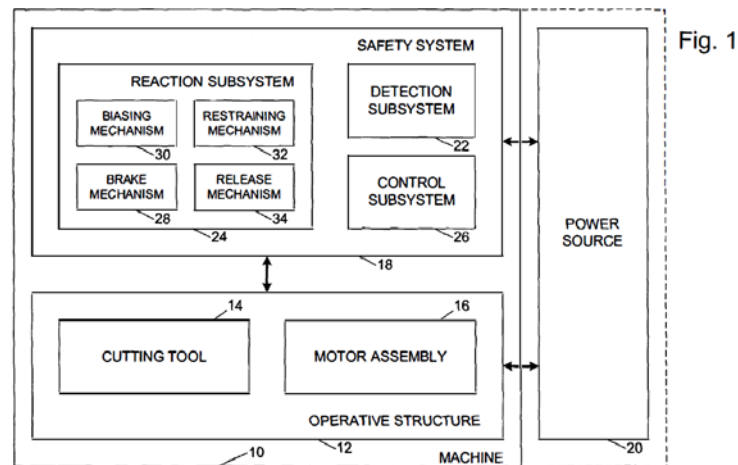 Fig. 1
SAFETY SYSTEM
REACTION SUBSYSTEM
BIASING
MECHANISM
30
RESTRAINING
MECHANISM
32
BRAKE
MECHANISM
28
RELEASE
MECHANISM
34
24
DETECTION
SUBSYSTEM
22
CONTROL
SUBSYSTEM
26
18
POWER
SOURCE
20
14
CUTTING TOOL
16
MOTOR ASSEMBLY
OPERATIVE STRUCTURE
12
10
MACHINE